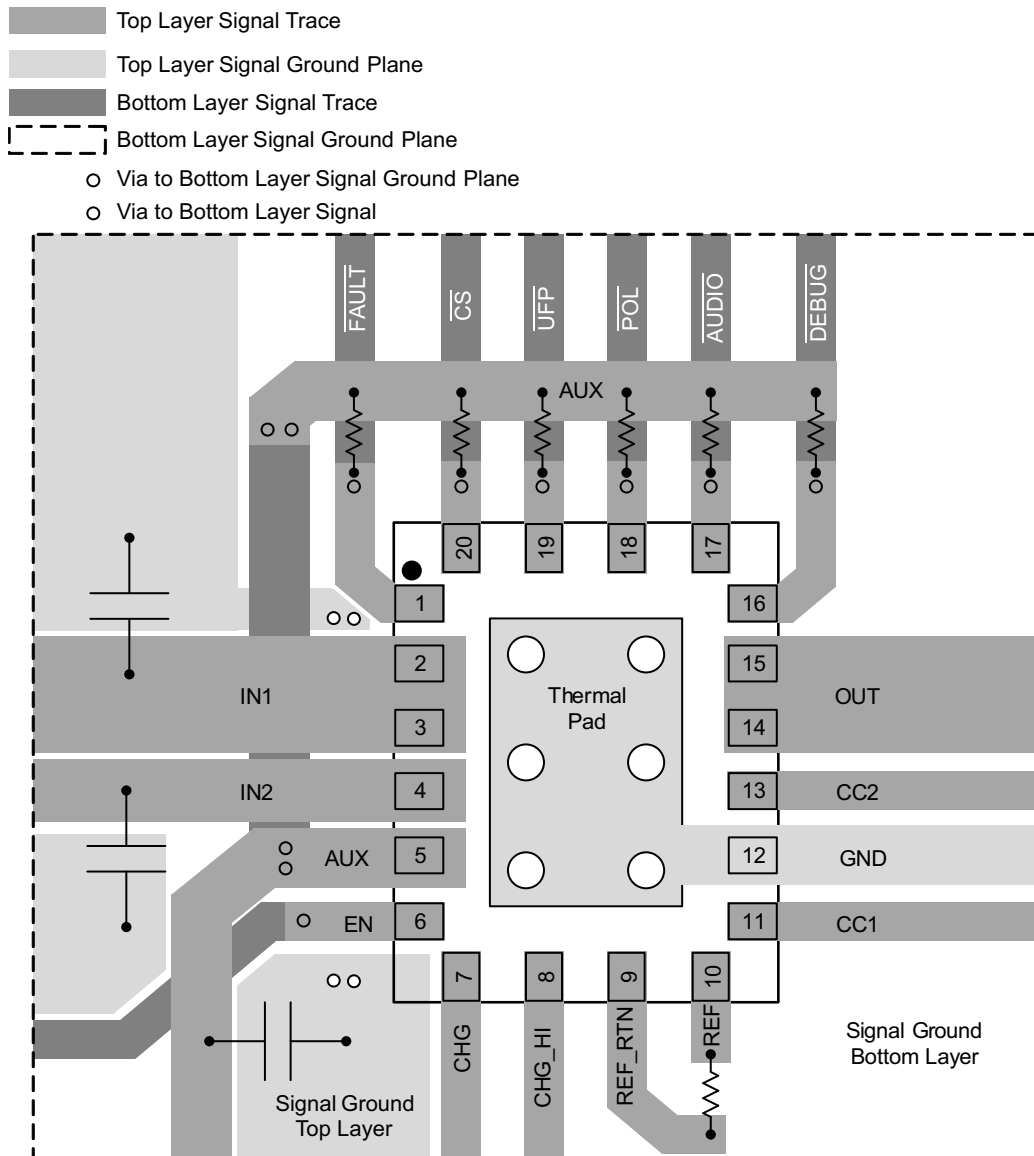 Top Layer Signal Trace
Top Layer Signal Ground Plane
Bottom Layer Signal Trace
Bottom Layer Signal Ground Plane
Via to Bottom Layer Signal Ground Plane
Via to Bottom Layer Signal
FAULT
CS
UFP
POL
AUDIO
DEBUG
AUX
20
19
18
17
1
16
2
15
Thermal
Pad
IN1
OUT
3
14
IN2
4
13
CC2
AUX
5
12
GND
EN
6
11
CC1
7
8
9
10
CHG
CHG_HI
REF_RTN
REF
Signal Ground
Bottom Layer
Signal Ground
Top Layer